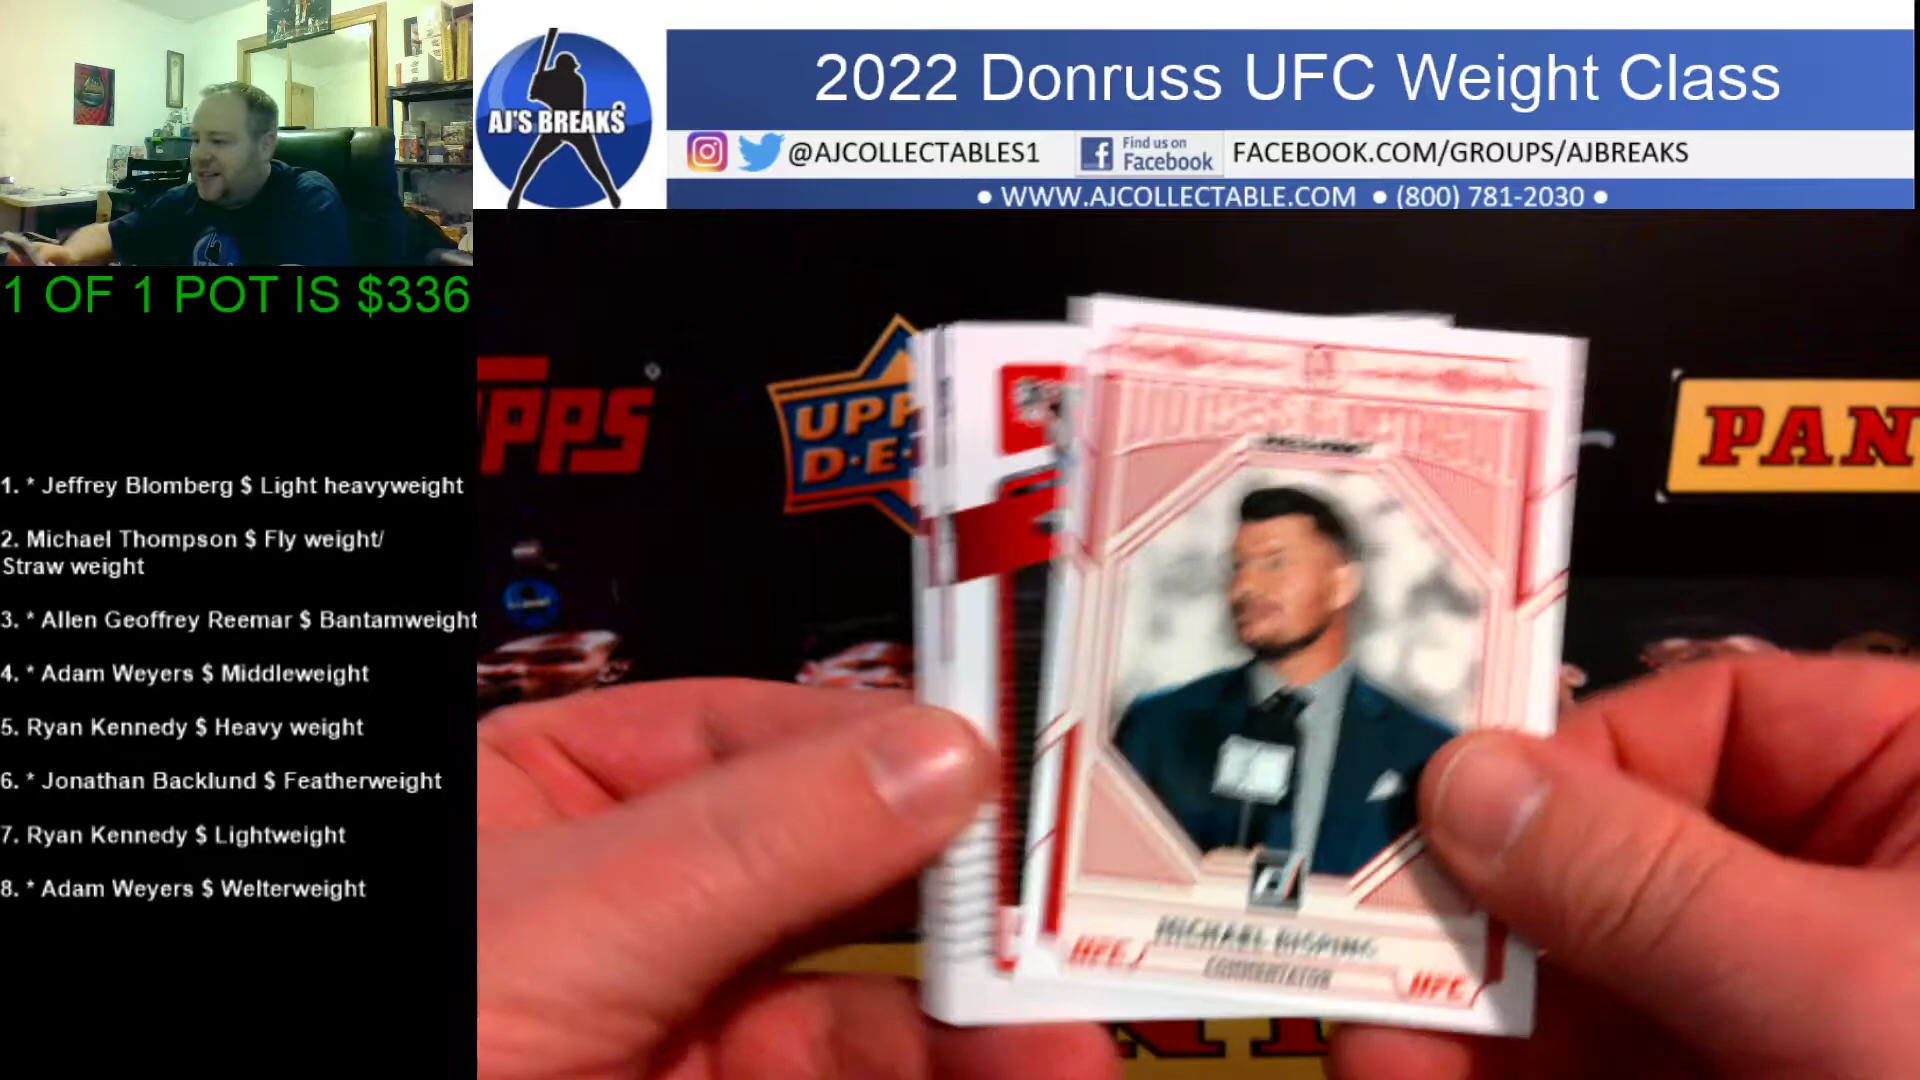 2022 Donruss UFC Weight Class
AJ'S BREAKS
@AJCOLLECTABLES1
Find us on
Facebook
FACEBOOK.COM/GROUPS/AJBREAKS
• WWW.AJCOLLECTABLE.COM • (800) 781-2030 •
1 OF 1 POT IS $336
1. * Jeffrey Blomberg $ Light heavyweight
2. Michael Thompson $ Fly weight/
Straw weight
3. * Allen Geoffrey Reemar $ Bantamweight
4. * Adam Weyers $ Middleweight
5. Ryan Kennedy $ Heavy weight
6. * Jonathan Backlund $ Featherweight
7. Ryan Kennedy $ Lightweight
8. * Adam Weyers $ Welterweight
PPS
UPP
D·E
PAN
MICHAEL BISPING
COMMENTATOR
UFC
UFC